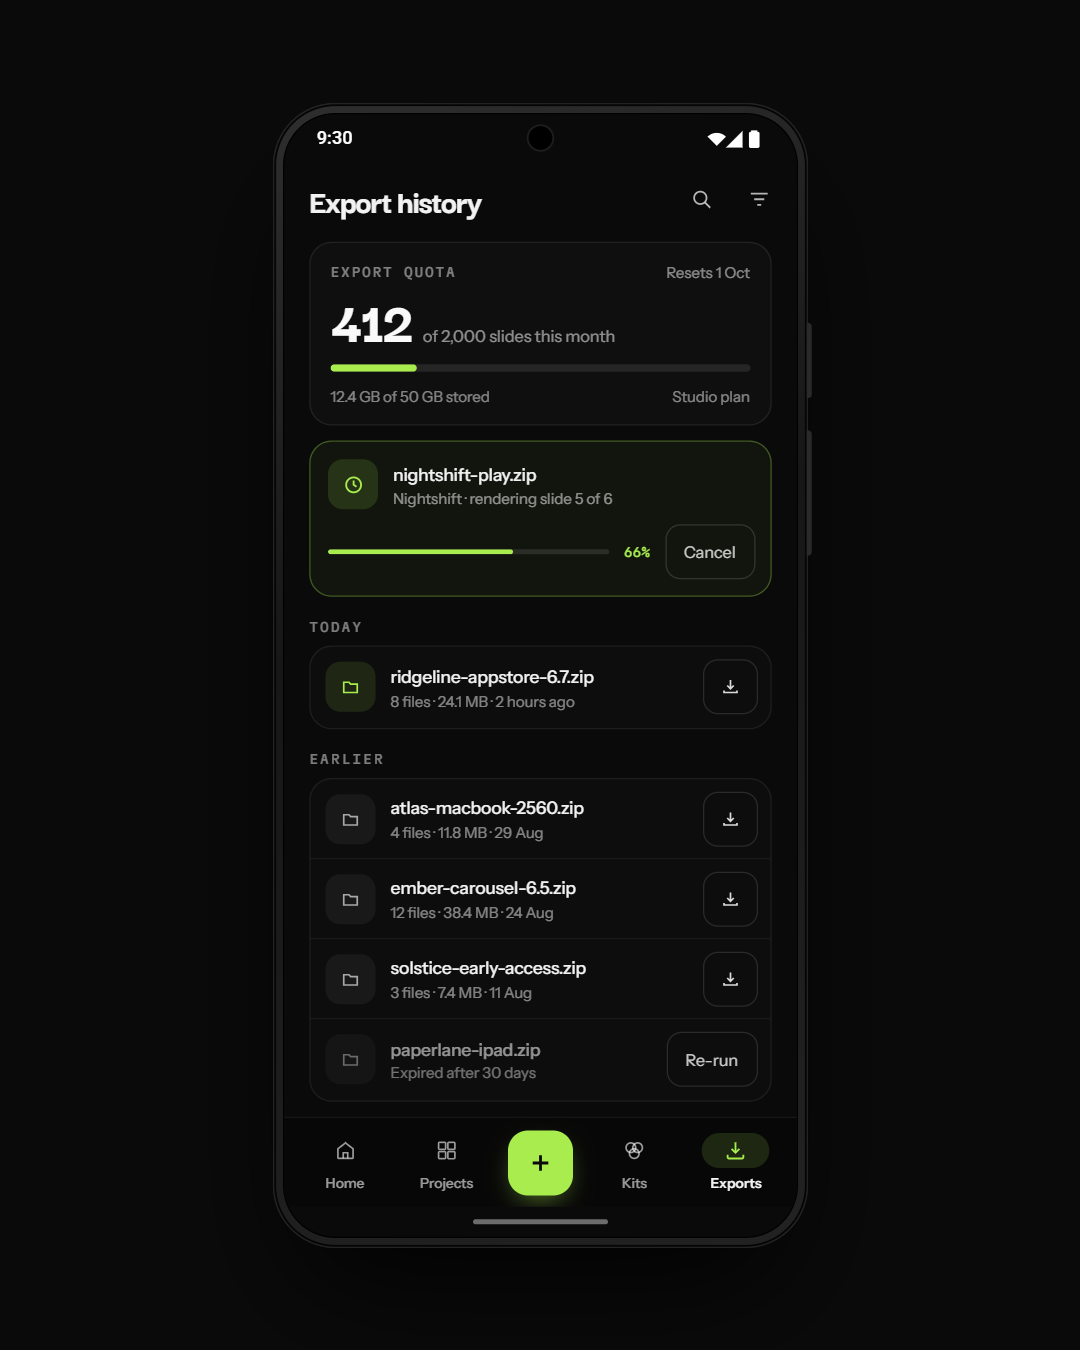 9:30
Export history
EXPORT QUOTA
Resets 1 Oct
412 of 2,000 slides this month
12.4 GB of 50 GB stored
Studio plan
nightshift-play.zip
Nightshift · rendering slide 5 of 6
66%
Cancel
TODAY
ridgeline-appstore-6.7.zip
8 files · 24.1 MB · 2 hours ago
EARLIER
atlas-macbook-2560.zip
4 files · 11.8 MB · 29 Aug
ember-carousel-6.5.zip
12 files · 38.4 MB · 24 Aug
solstice-early-access.zip
3 files · 7.4 MB · 11 Aug
paperlane-ipad.zip
Expired after 30 days
Re-run
Home
Projects
Kits
Exports